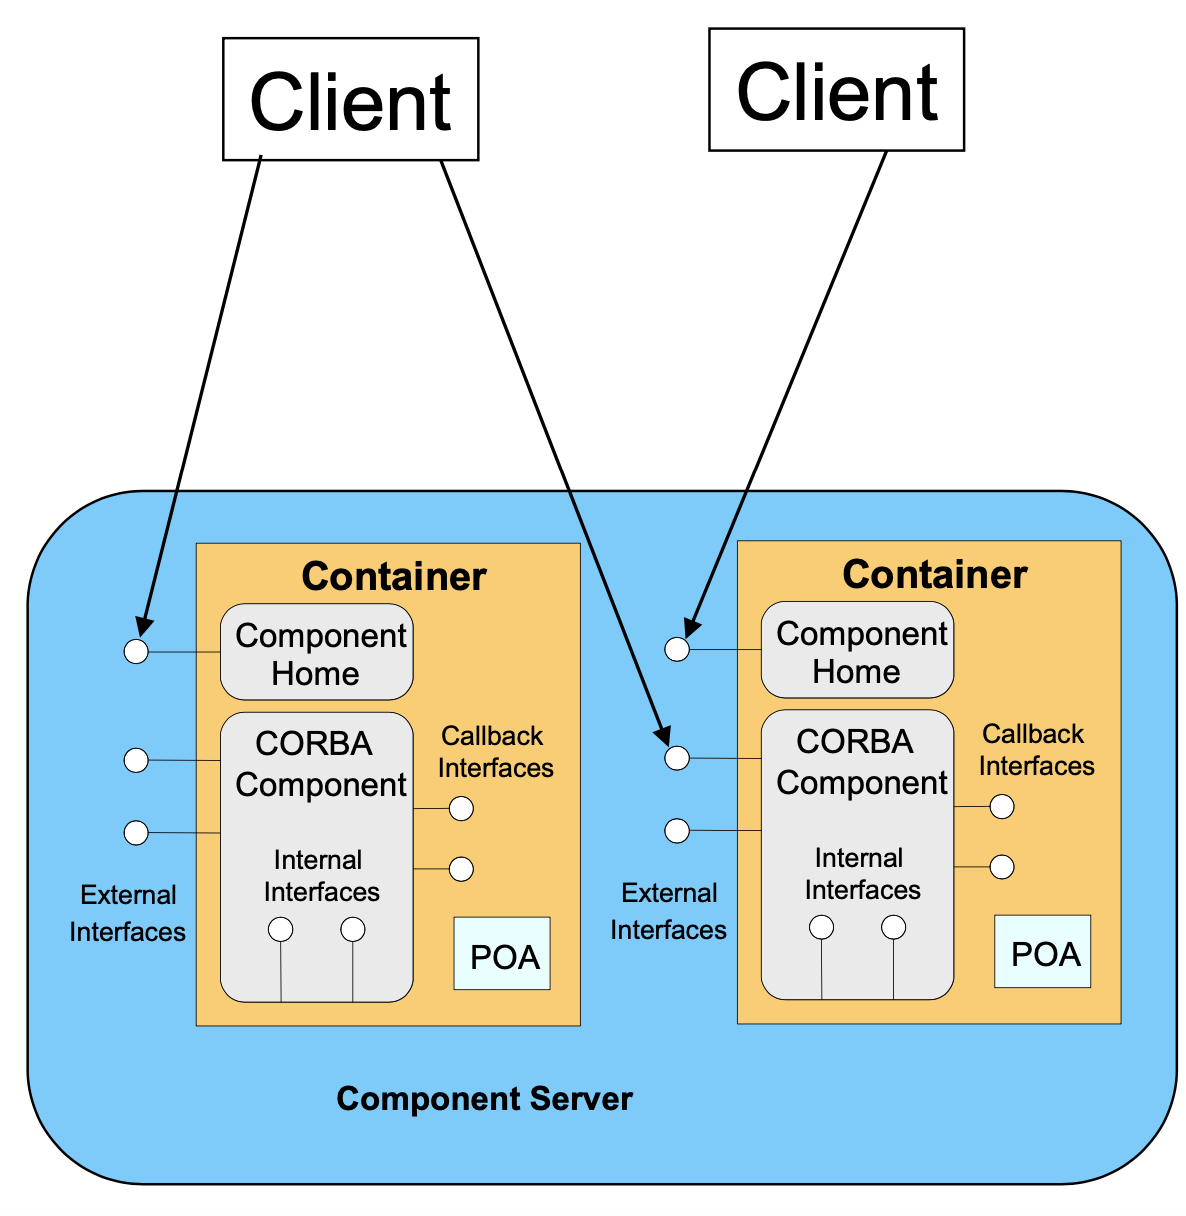 Client
Client
Container
Component
Home
CORBA
Component
Callback
Interfaces
Internal
Interfaces
External
Interfaces
POA
Container
Component
Home
CORBA
Component
Callback
Interfaces
Internal
Interfaces
External
Interfaces
POA
Component Server